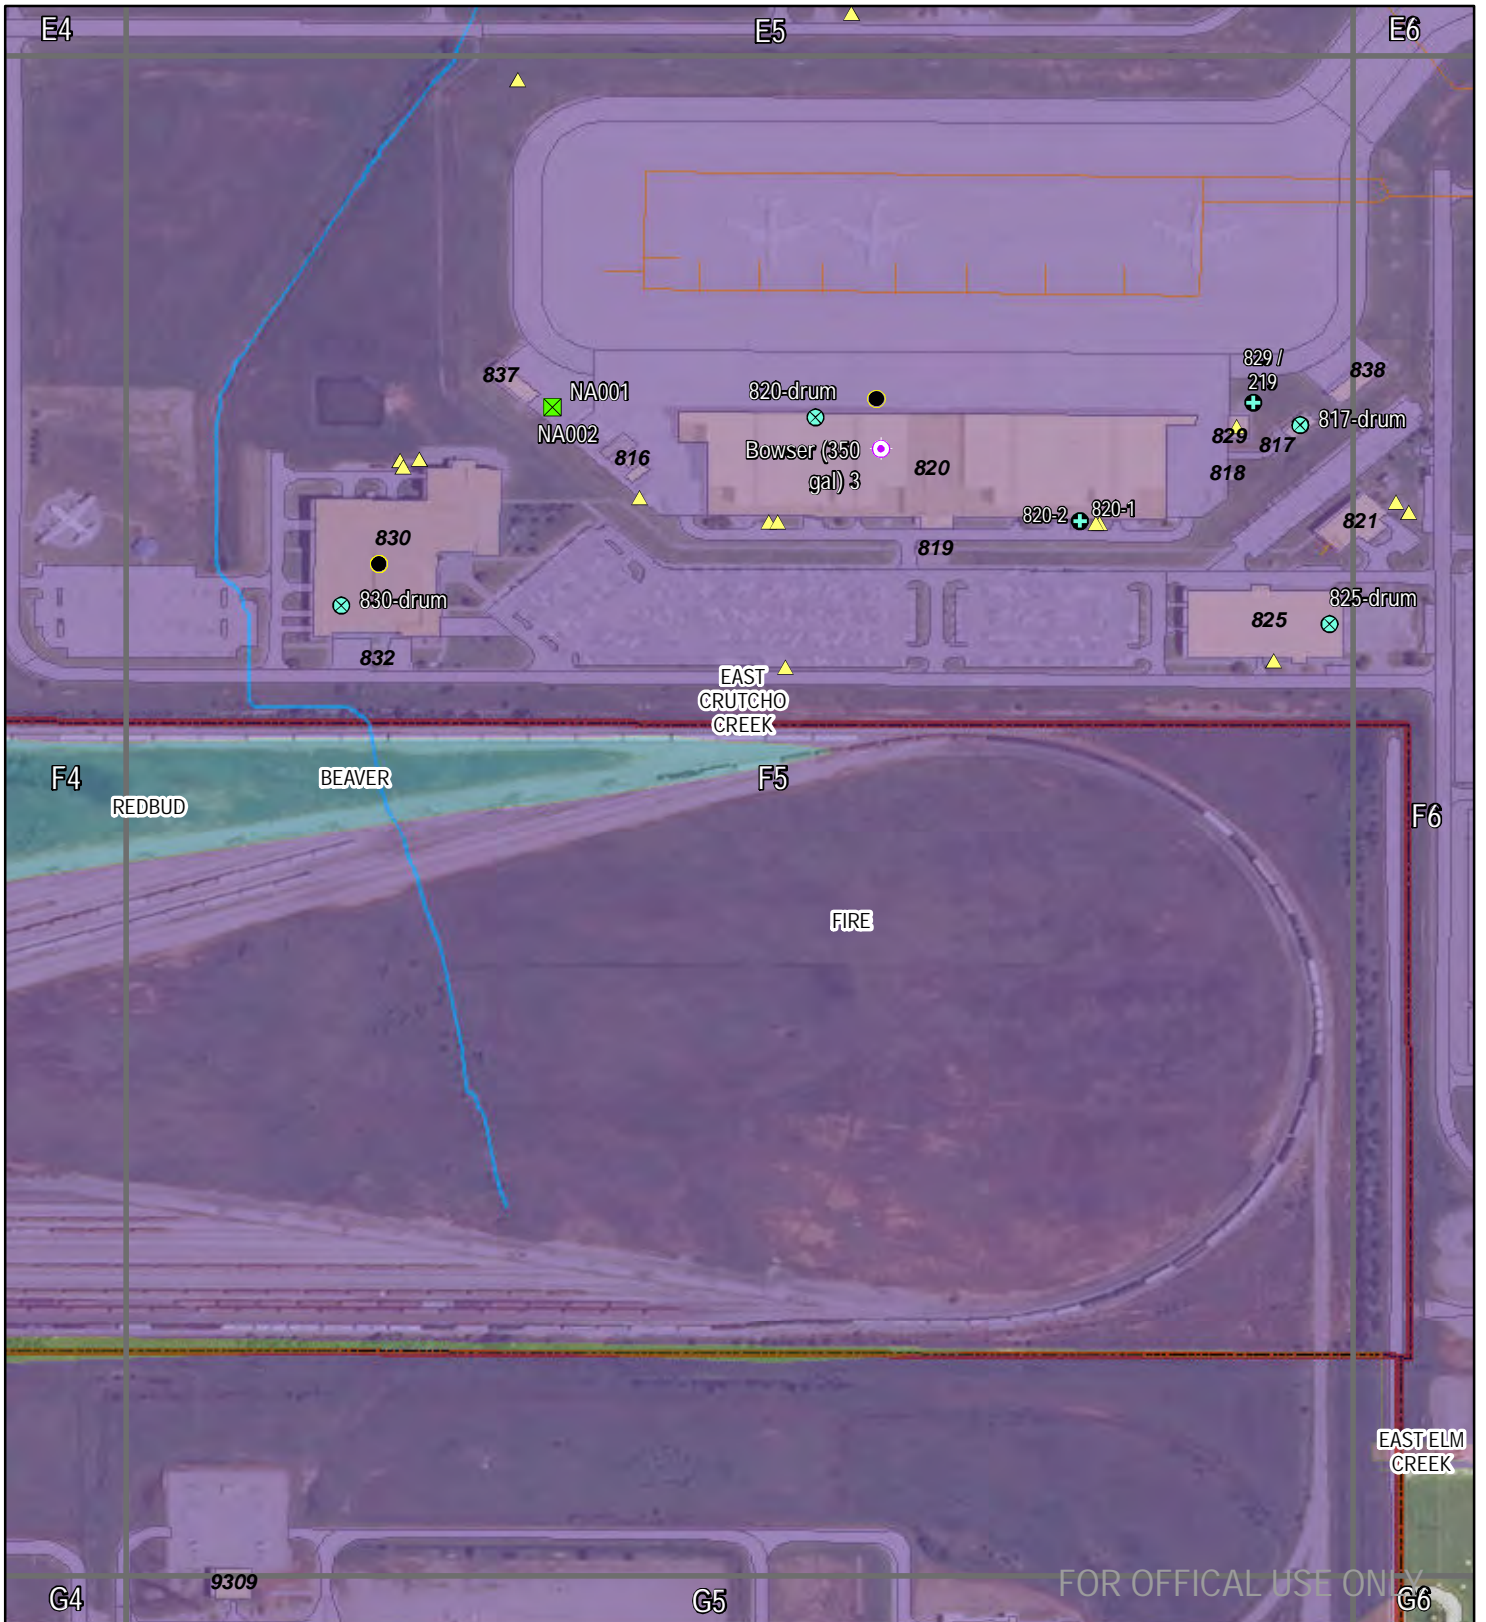 E4
E5
E6
837
NA001
NA002
816
820-drum
Bowser (350
gal) 3
820
829 /
219
838
817-drum
829
817
818
820-2
820-1
819
821
830
830-drum
832
825-drum
825
EAST
CRUTCHO
CREEK
F4
BEAVER
REDBUD
F5
F6
FIRE
EAST ELM
CREEK
9309
FOR OFFICAL USE ONLY
G4
G5
G6